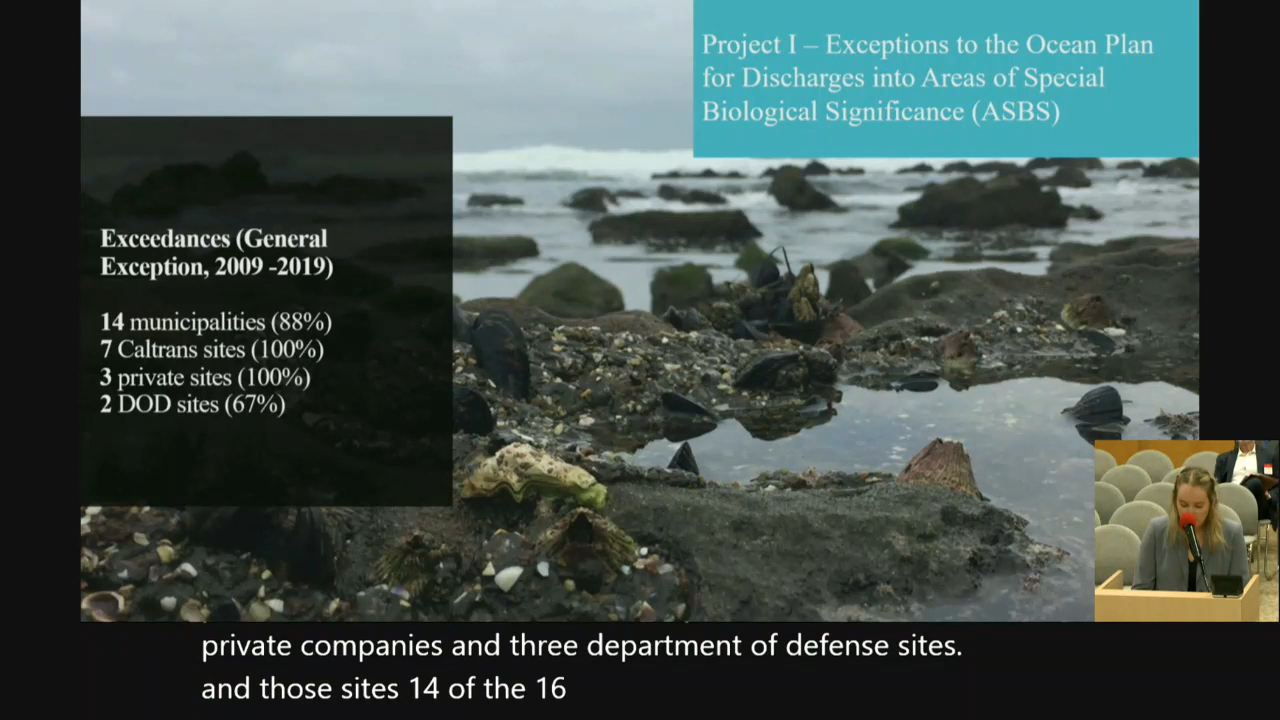 Project I – Exceptions to the Ocean Plan
for Discharges into Areas of Special
Biological Significance (ASBS)
Exceedances (General
Exception, 2009 -2019)
14 municipalities (88%)
7 Caltrans sites (100%)
3 private sites (100%)
2 DOD sites (67%)
private companies and three department of defense sites.
and those sites 14 of the 16